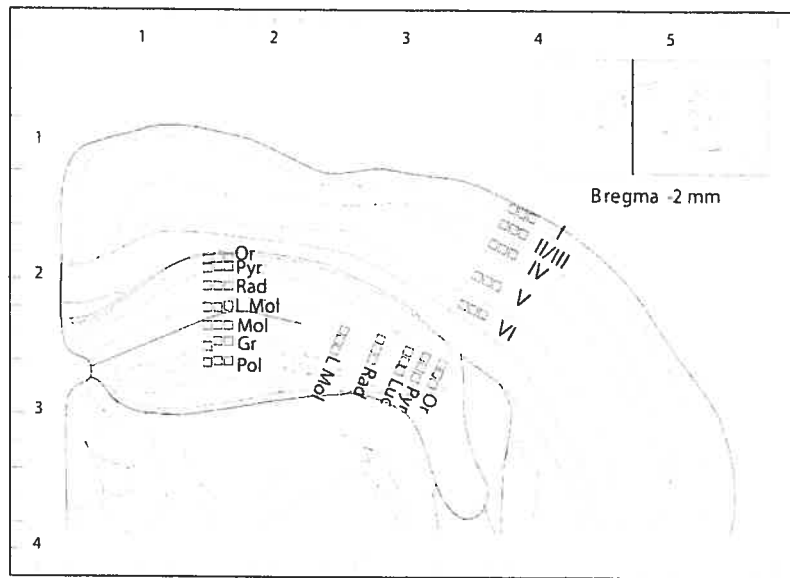 1 2 3 4 5
1
2
3
4
Bregma -2 mm
I
II/III
IV
V
VI
Or
Pyr
Rad
L.Mol
Mol
Gr
Pol
L Mol
Rad
Luc
Pyr
Or